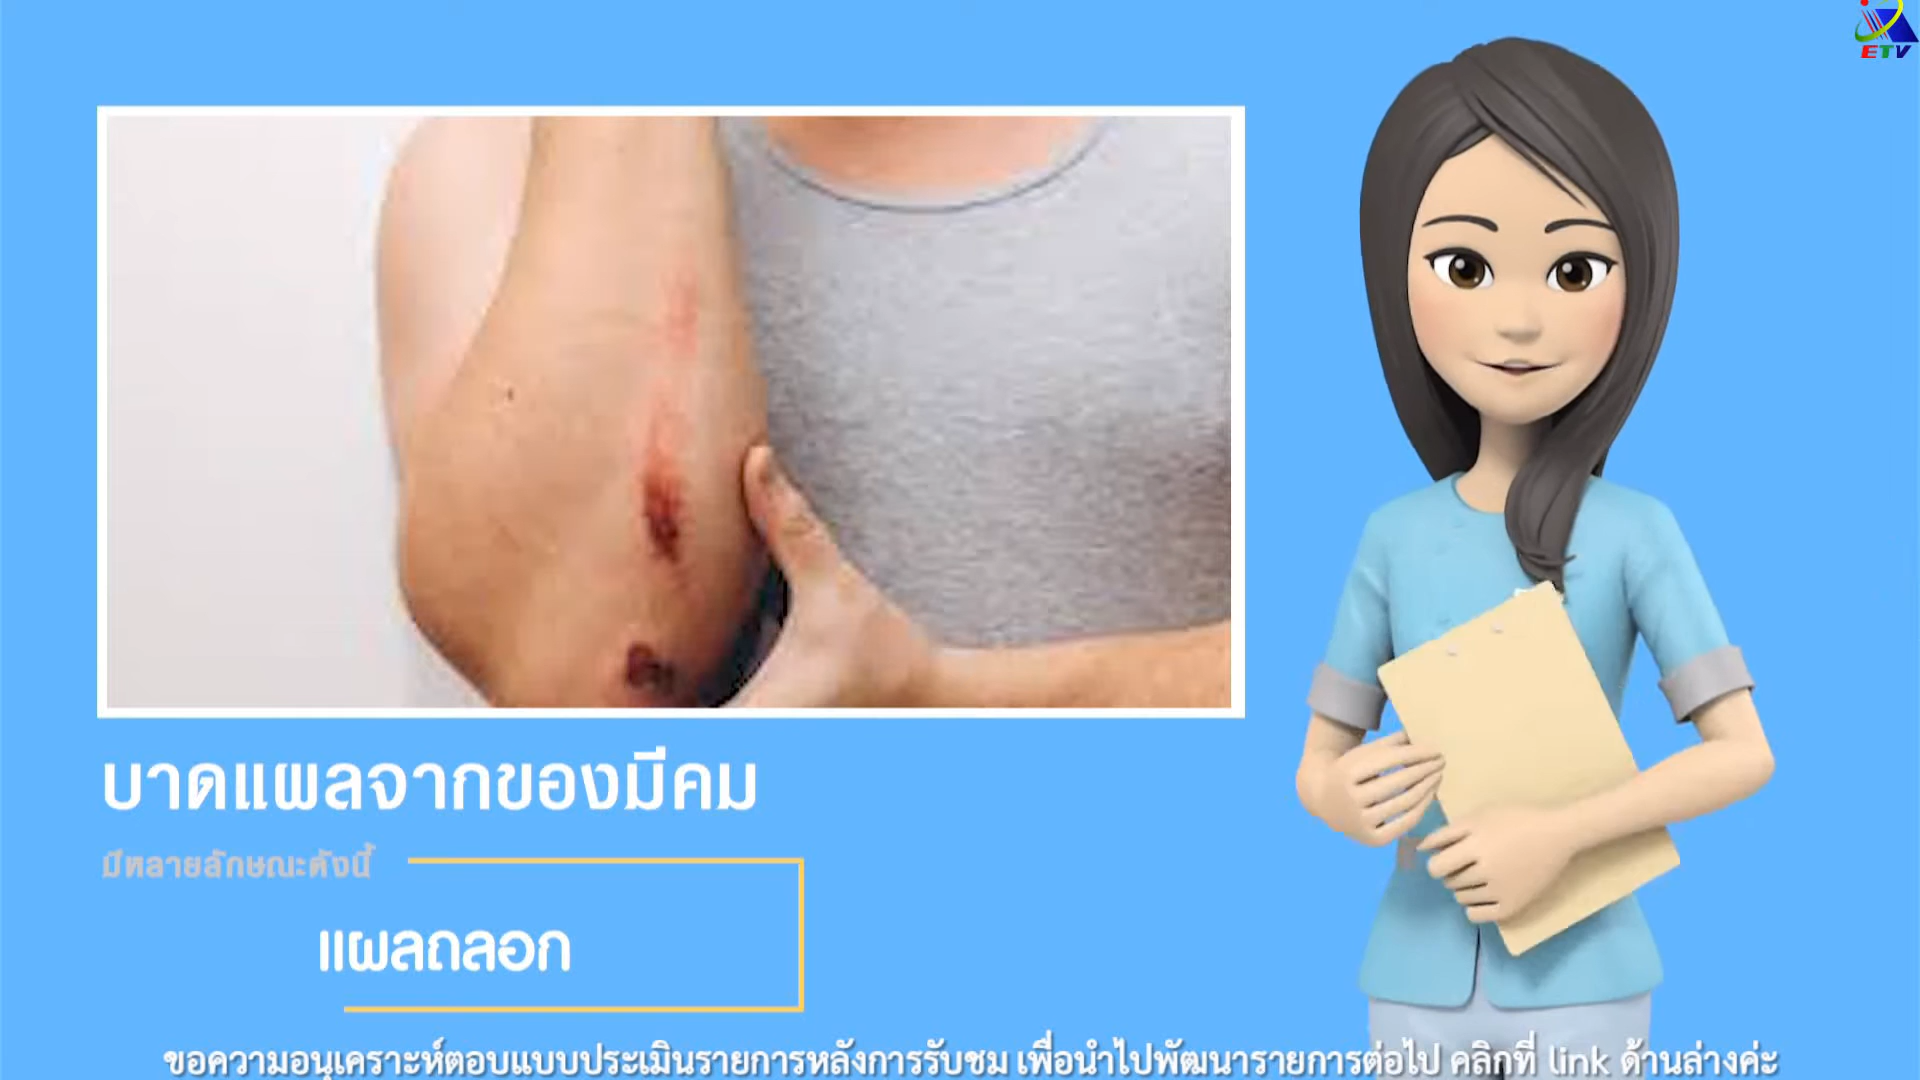 ETV
บาดแผลจากของมีคม
มีหลายลักษณะดังนี้
แผลถลอก
ขอความอนุเคราะห์ตอบแบบประเมินรายการหลังการรับชม เพื่อนำไปพัฒนารายการต่อไป คลิกที่ link ด้านล่างค่ะ